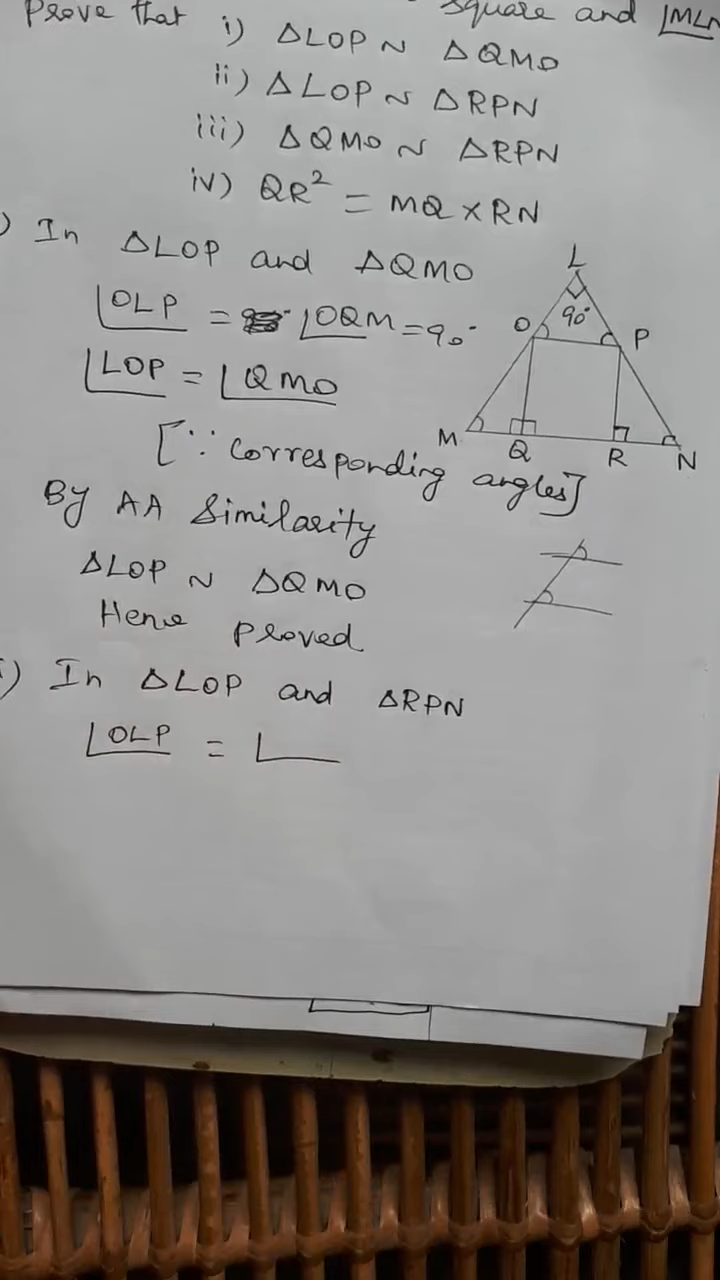 Prove that square and ∠MLN
i) ΔLOP ~ ΔQMO
ii) ΔLOP ~ ΔRPN
iii) ΔQMO ~ ΔRPN
iv) QR² = MQ × RN
) In ΔLOP and ΔQMO
∠OLP = ∠OQM = 90°
∠LOP = ∠QMO
[∵ corresponding angles]
By AA Similarity
ΔLOP ~ ΔQMO
Hence proved
i) In ΔLOP and ΔRPN
∠OLP = ∠
L
90°
O
P
M
Q
R
N